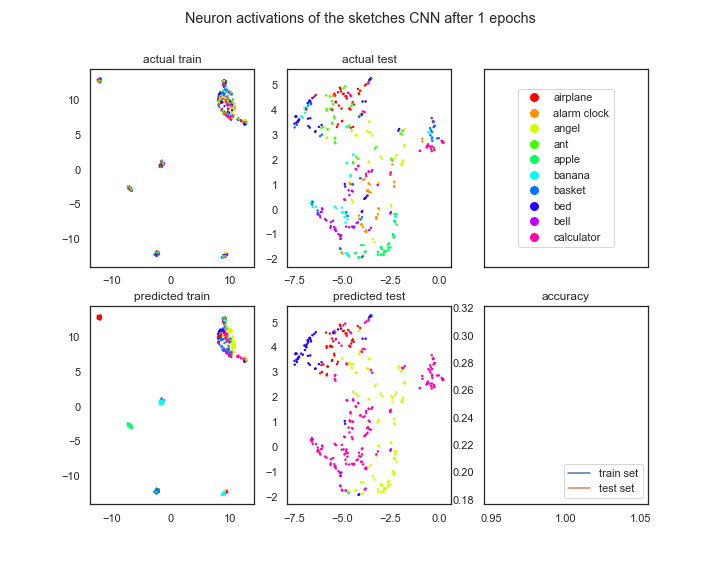 Neuron activations of the sketches CNN after 1 epochs
actual train
10
5
0
−5
−10
−10 0 10
actual test
5
4
3
2
1
0
−1
−2
−7.5 −5.0 −2.5 0.0
airplane
alarm clock
angel
ant
apple
banana
basket
bed
bell
calculator
predicted train
10
5
0
−5
−10
−10 0 10
predicted test
5
4
3
2
1
0
−1
−2
−7.5 −5.0 −2.5 0.0
accuracy
0.32
0.30
0.28
0.26
0.24
0.22
0.20
0.18
train set
test set
0.95 1.00 1.05